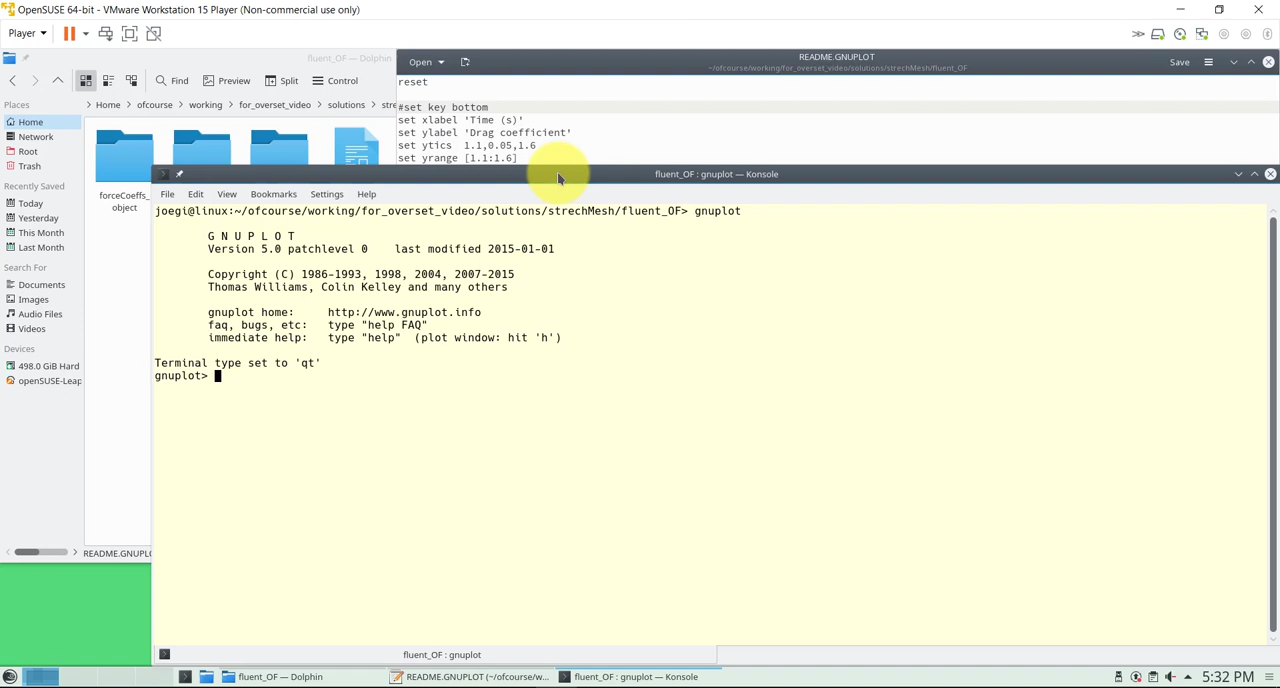 OpenSUSE 64-bit - VMware Workstation 15 Player (Non-commercial use only)
Player
fluent_OF — Dolphin
Find
Preview
Split
Control
Places
Home
ofcourse
working
for_overset_video
solutions
Home
Network
Root
Trash
Recently Saved
Today
Yesterday
This Month
Last Month
Search For
Documents
Images
Audio Files
Videos
Devices
498.0 GiB Hard
openSUSE-Leap
forceCoeffs_
object
Open
README.GNUPLOT
~/ofcourse/working/for_overset_video/solutions/strechMesh/fluent_OF
Save
reset
#set key bottom
set xlabel 'Time (s)'
set ylabel 'Drag coefficient'
set ytics 1.1,0.05,1.6
set yrange [1.1:1.6]
fluent_OF : gnuplot — Konsole
File Edit View Bookmarks Settings Help
joegi@linux:~/ofcourse/working/for_overset_video/solutions/strechMesh/fluent_OF> gnuplot
G N U P L O T
Version 5.0 patchlevel 0 last modified 2015-01-01
Copyright (C) 1986-1993, 1998, 2004, 2007-2015
Thomas Williams, Colin Kelley and many others
gnuplot home: http://www.gnuplot.info
faq, bugs, etc: type "help FAQ"
immediate help: type "help" (plot window: hit 'h')
Terminal type set to 'qt'
gnuplot>
fluent_OF : gnuplot
fluent_OF — Dolphin
README.GNUPLOT (~/ofcourse/w...
fluent_OF : gnuplot — Konsole
5:32 PM